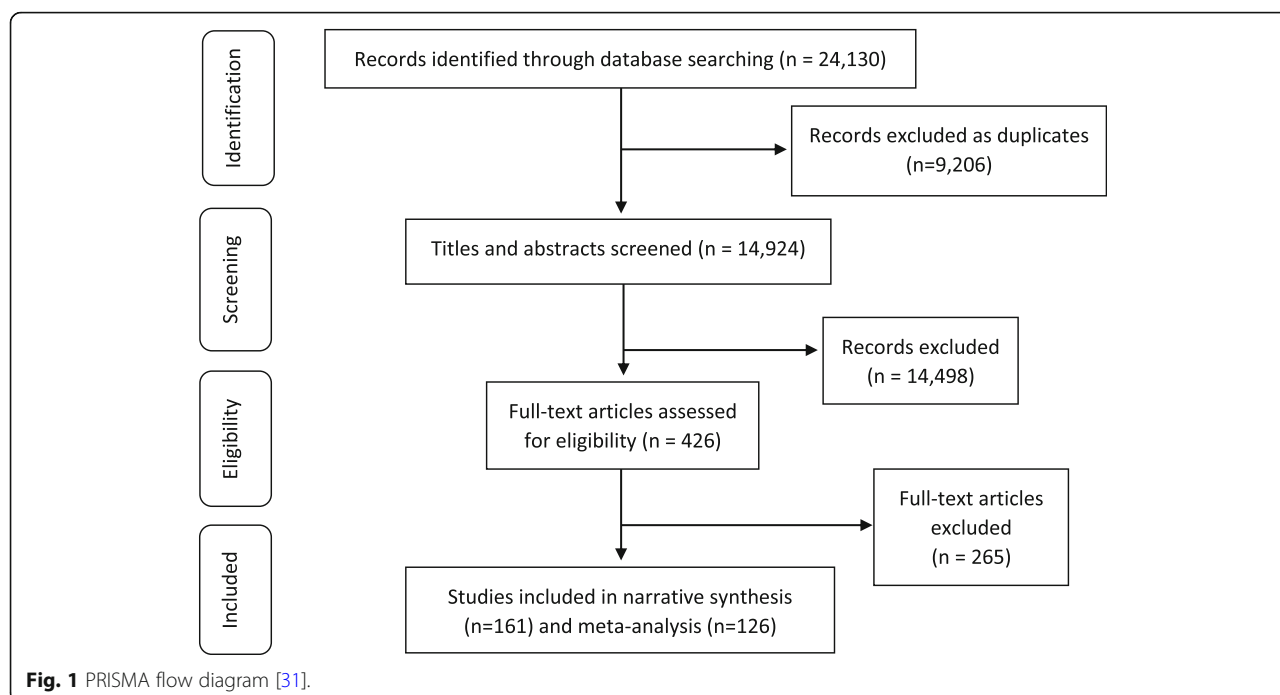 Identification
Records identified through database searching (n = 24,130)
Records excluded as duplicates
(n=9,206)
Screening
Titles and abstracts screened (n = 14,924)
Records excluded
(n = 14,498)
Eligibility
Full-text articles assessed
for eligibility (n = 426)
Full-text articles
excluded
(n = 265)
Included
Studies included in narrative synthesis
(n=161) and meta-analysis (n=126)
Fig. 1 PRISMA flow diagram [31].